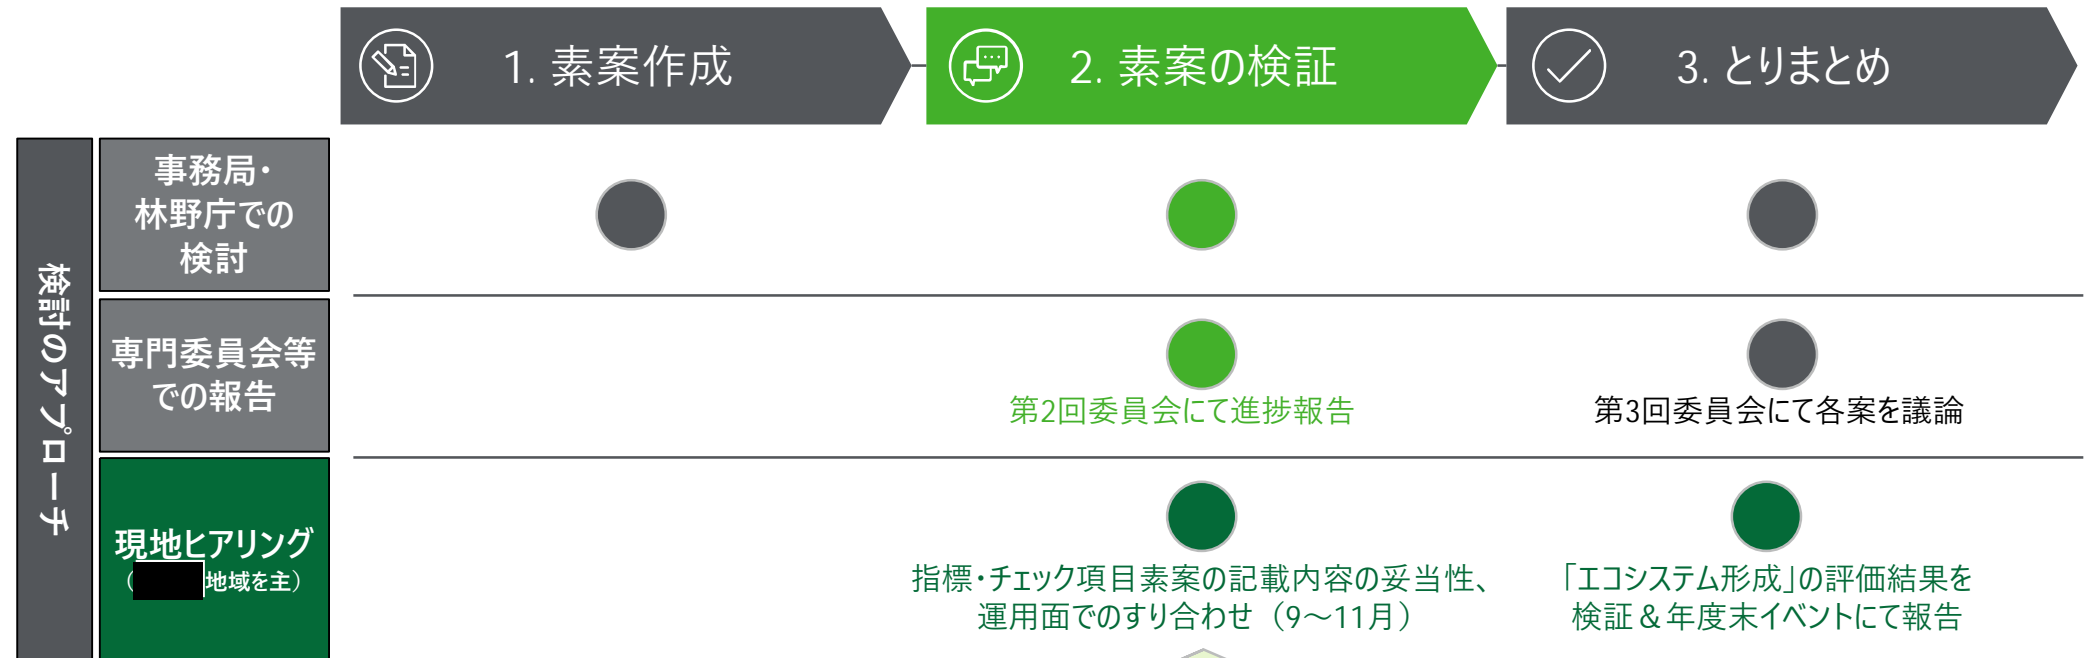 1. 素案作成
2. 素案の検証
3. とりまとめ
検討のアプローチ
事務局・
林野庁での
検討
専門委員会等
での報告
第2回委員会にて進捗報告
第3回委員会にて各案を議論
現地ヒアリング
（地域を主）
指標・チェック項目素案の記載内容の妥当性、
運用面でのすり合わせ（9～11月）
「エコシステム形成」の評価結果を
検証＆年度末イベントにて報告